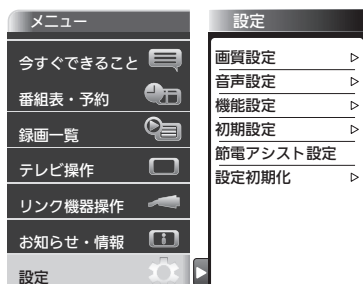 メニュー
今すぐできること
番組表・予約
録画一覧
テレビ操作
リンク機器操作
お知らせ・情報
設定
設定
画質設定
音声設定
機能設定
初期設定
節電アシスト設定
設定初期化